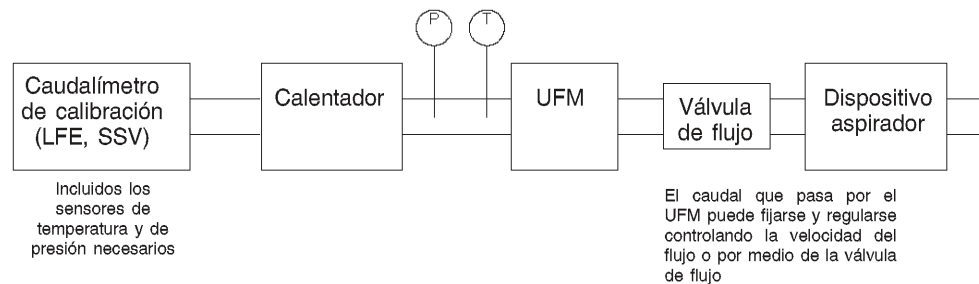 P
T
Caudalímetro
de calibración
(LFE, SSV)
Calentador
UFM
Válvula
de flujo
Dispositivo
aspirador
Incluidos los
sensores de
temperatura y de
presión necesarios
El caudal que pasa por el
UFM puede fijarse y regularse
controlando la velocidad del
flujo o por medio de la válvula
de flujo